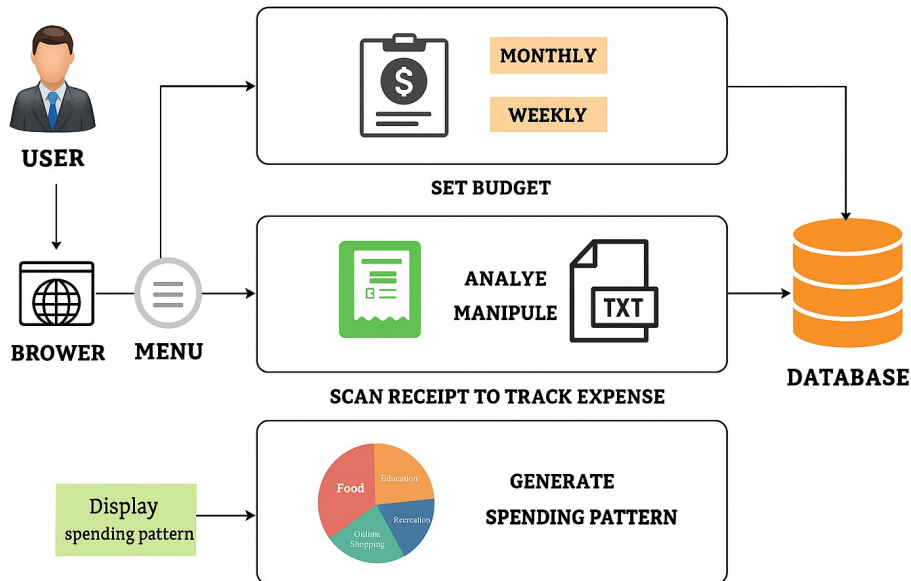 MONTHLY
WEEKLY
USER
SET BUDGET
ANALYE
MANIPULE
TXT
BROWER
MENU
DATABASE
SCAN RECEIPT TO TRACK EXPENSE
Display
spending pattern
Food
Education
Recreation
Online
Shopping
GENERATE
SPENDING PATTERN